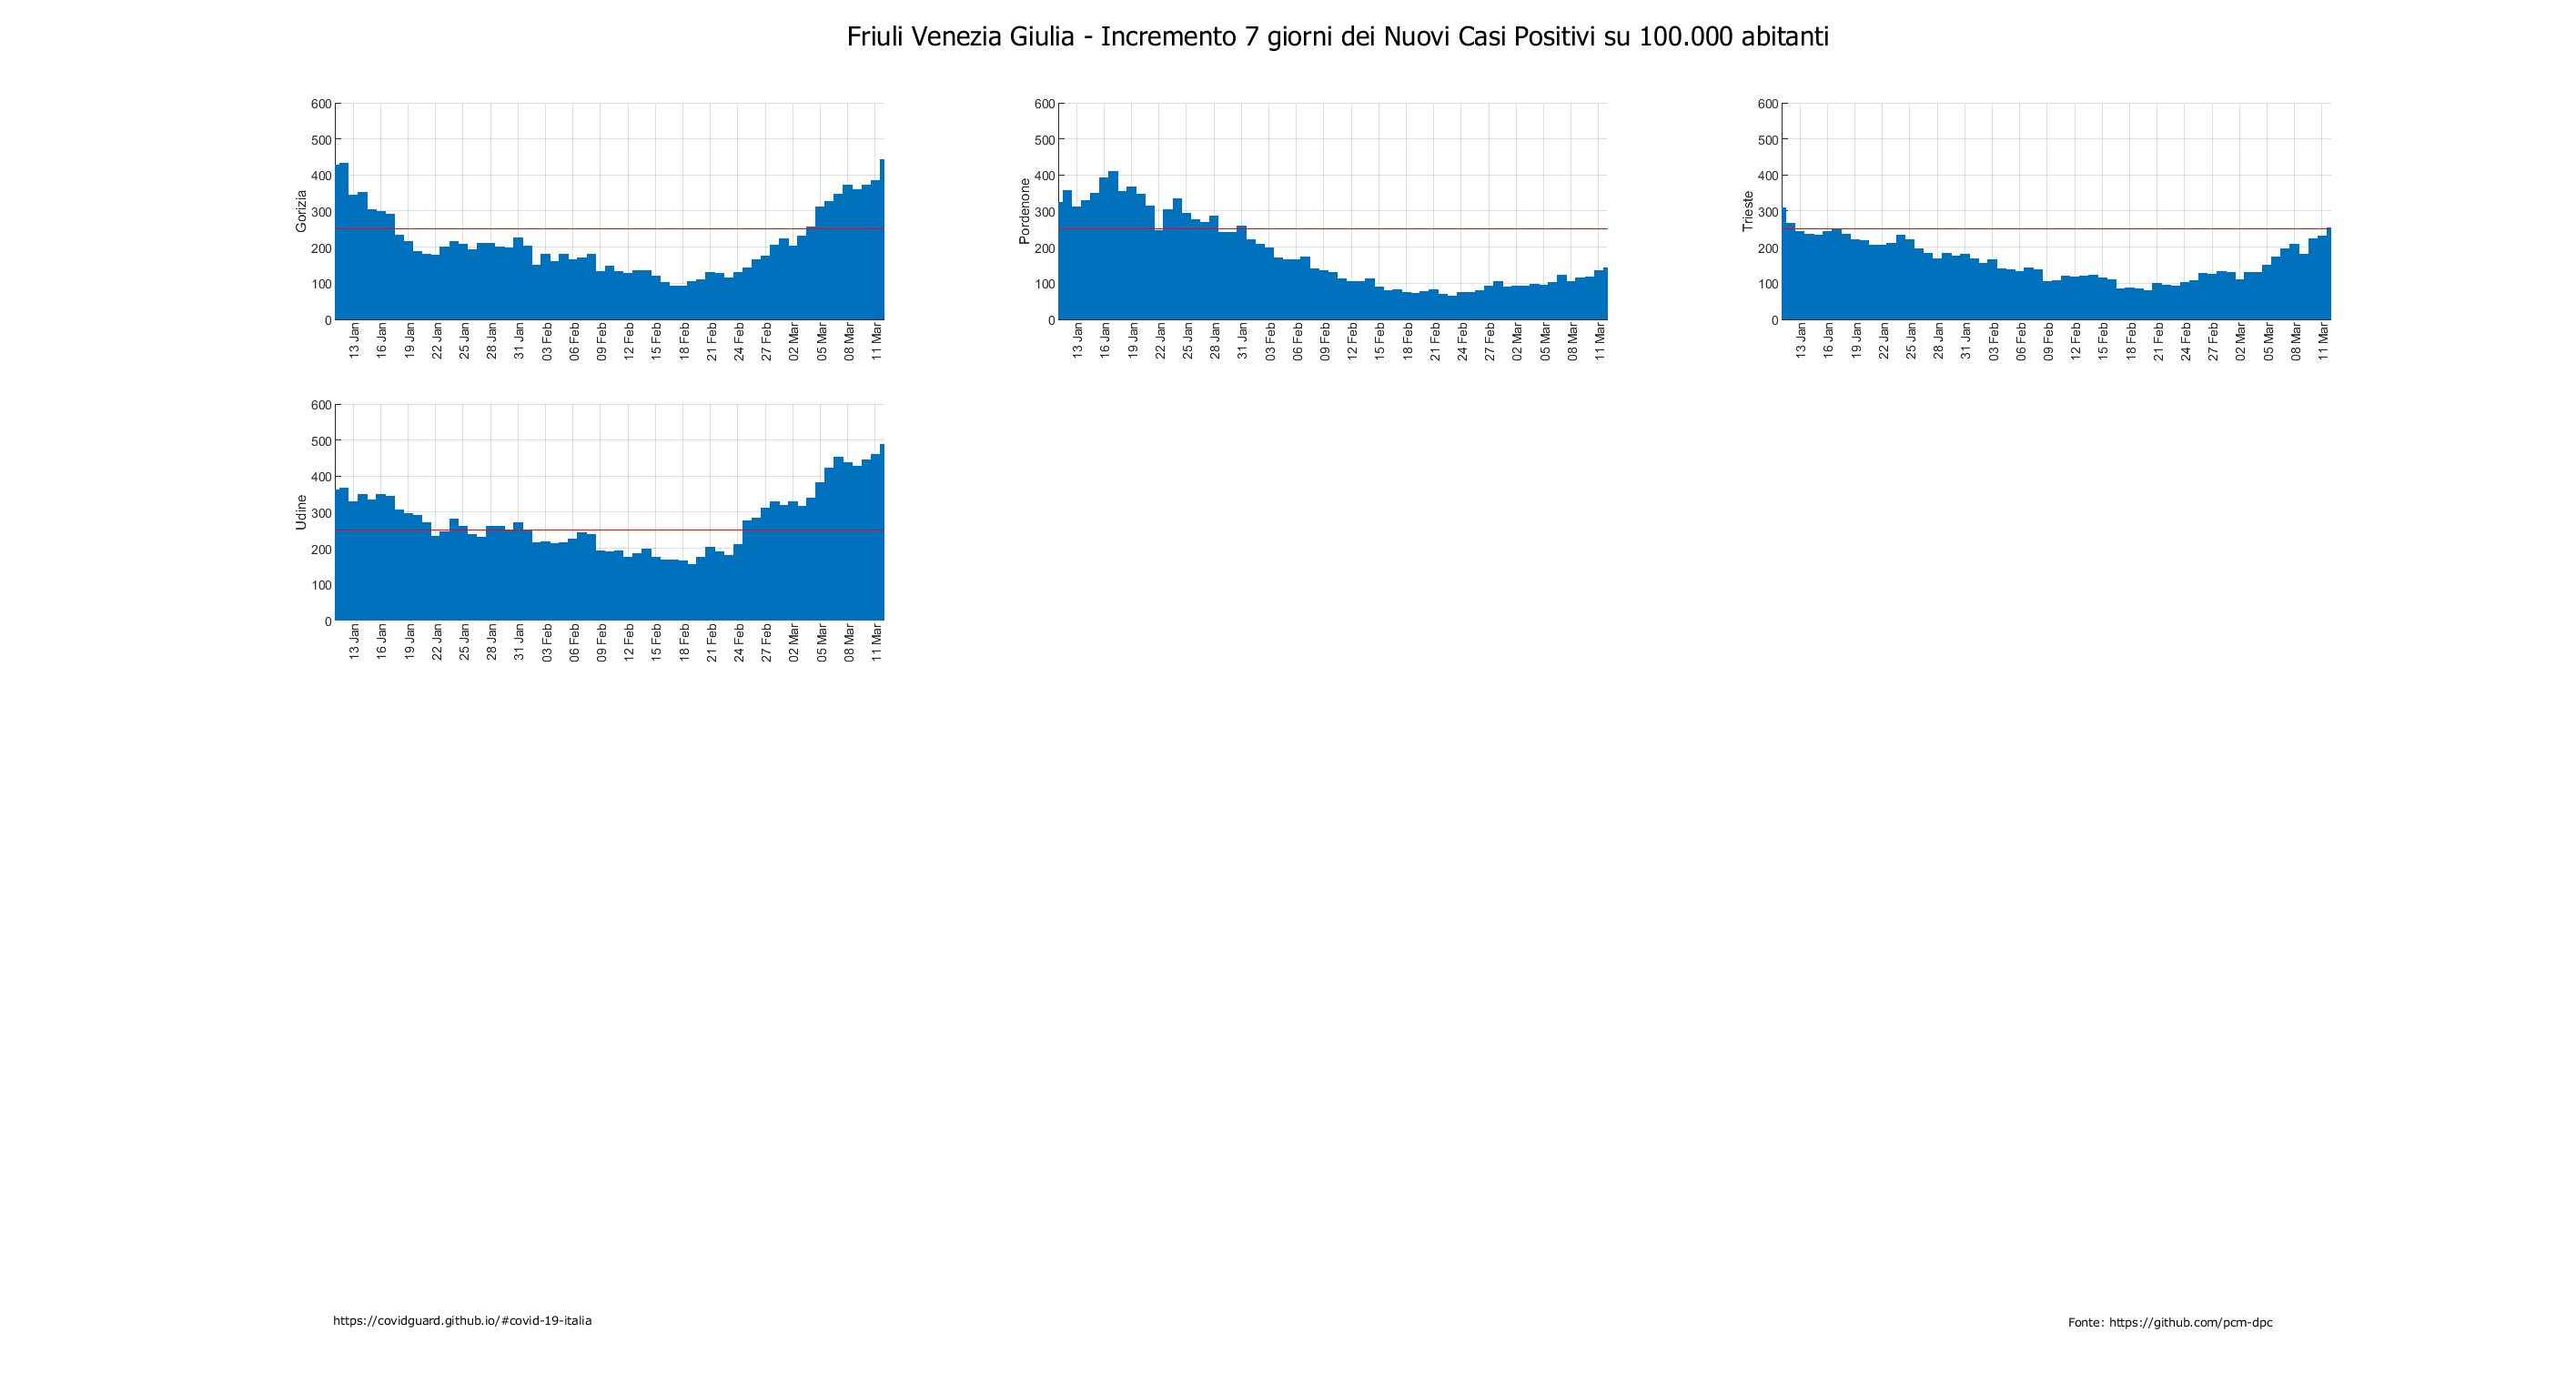 Friuli Venezia Giulia - Incremento 7 giorni dei Nuovi Casi Positivi su 100.000 abitanti
Gorizia
600
500
400
300
200
100
0
13 Jan 16 Jan 19 Jan 22 Jan 25 Jan 28 Jan 31 Jan 03 Feb 06 Feb 09 Feb 12 Feb 15 Feb 18 Feb 21 Feb 24 Feb 27 Feb 02 Mar 05 Mar 08 Mar 11 Mar
Pordenone
600
500
400
300
200
100
0
13 Jan 16 Jan 19 Jan 22 Jan 25 Jan 28 Jan 31 Jan 03 Feb 06 Feb 09 Feb 12 Feb 15 Feb 18 Feb 21 Feb 24 Feb 27 Feb 02 Mar 05 Mar 08 Mar 11 Mar
Trieste
600
500
400
300
200
100
0
13 Jan 16 Jan 19 Jan 22 Jan 25 Jan 28 Jan 31 Jan 03 Feb 06 Feb 09 Feb 12 Feb 15 Feb 18 Feb 21 Feb 24 Feb 27 Feb 02 Mar 05 Mar 08 Mar 11 Mar
Udine
600
500
400
300
200
100
0
13 Jan 16 Jan 19 Jan 22 Jan 25 Jan 28 Jan 31 Jan 03 Feb 06 Feb 09 Feb 12 Feb 15 Feb 18 Feb 21 Feb 24 Feb 27 Feb 02 Mar 05 Mar 08 Mar 11 Mar
https://covidguard.github.io/#covid-19-italia
Fonte: https://github.com/pcm-dpc